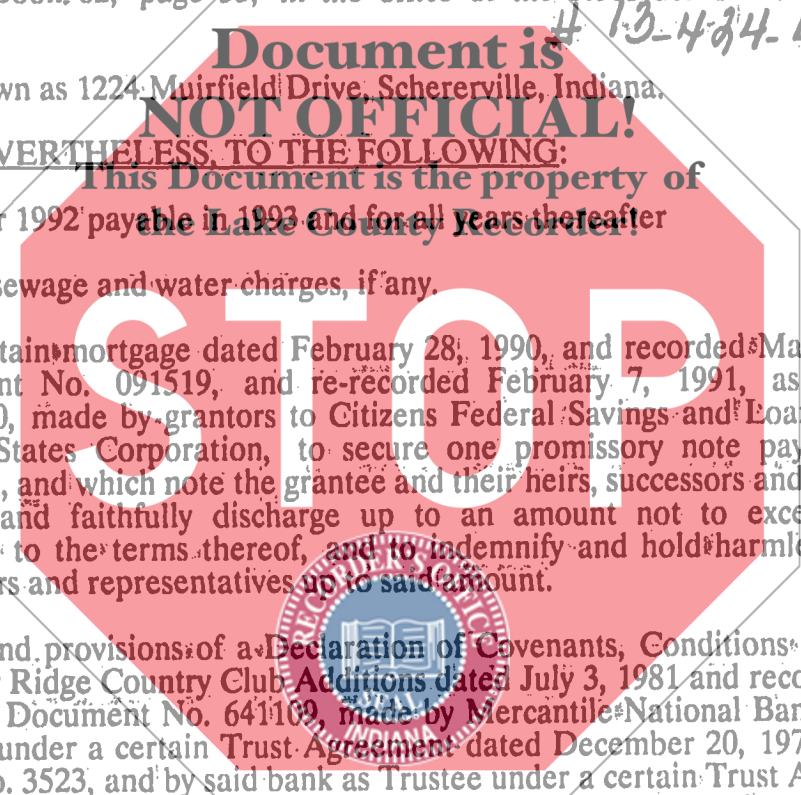 # 13-424-
Document is
wn as 1224 Muirfield Drive, Schererville, Indiana.
NOT OFFICIAL!
VERTHELESS, TO THE FOLLOWING:
This Document is the property of
r 1992 payable in 1993 and for all years thereafter
the Lake County Recorder!
sewage and water charges, if any.
STOP
tain mortgage dated February 28, 1990, and recorded Ma
nt No. 091519, and re-recorded February 7, 1991, as
0, made by grantors to Citizens Federal Savings and Loa
States Corporation, to secure one promissory note pay
, and which note the grantee and their heirs, successors and
and faithfully discharge up to an amount not to exce
to the terms thereof, and to indemnify and hold harml
rs and representatives up to said amount.
RECORDER'S OFFICE
nd provisions of a Declaration of Covenants, Conditions
Ridge Country Club Additions dated July 3, 1981 and reco
Document No. 641109, made by Mercantile National Ban
SEAL
INDIANA
under a certain Trust Agreement dated December 20, 197
o. 3523, and by said bank as Trustee under a certain Trust A